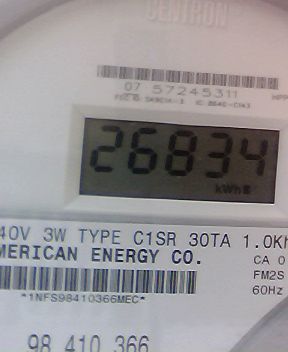 CENTRON
07 57245311
26834
kWh
40V 3W TYPE C1SR 30TA 1.0Kh
MERICAN ENERGY CO.
CA 0
FM2S
60Hz
*1NFS98410366MEC*
98 410 366